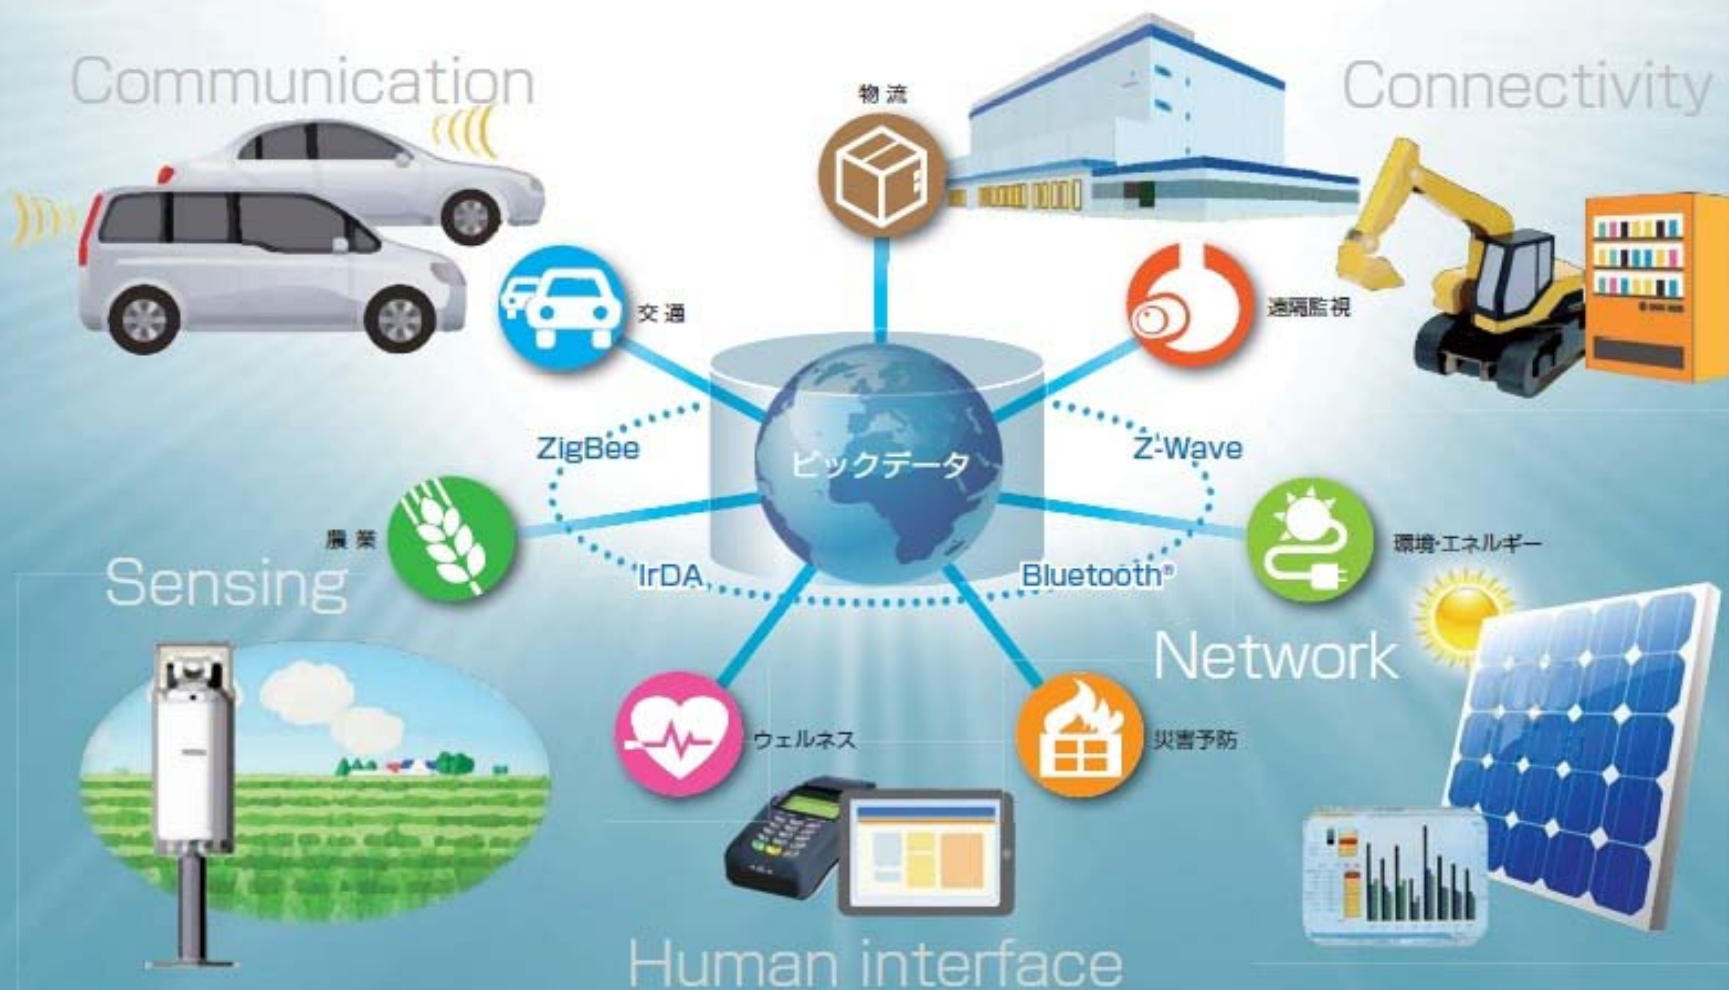 Communication
Connectivity
物流
交通
遠隔監視
ZigBee
Z-Wave
ビックデータ
農業
環境・エネルギー
Sensing
IrDA
Bluetooth®
Network
ウェルネス
災害予防
Human interface